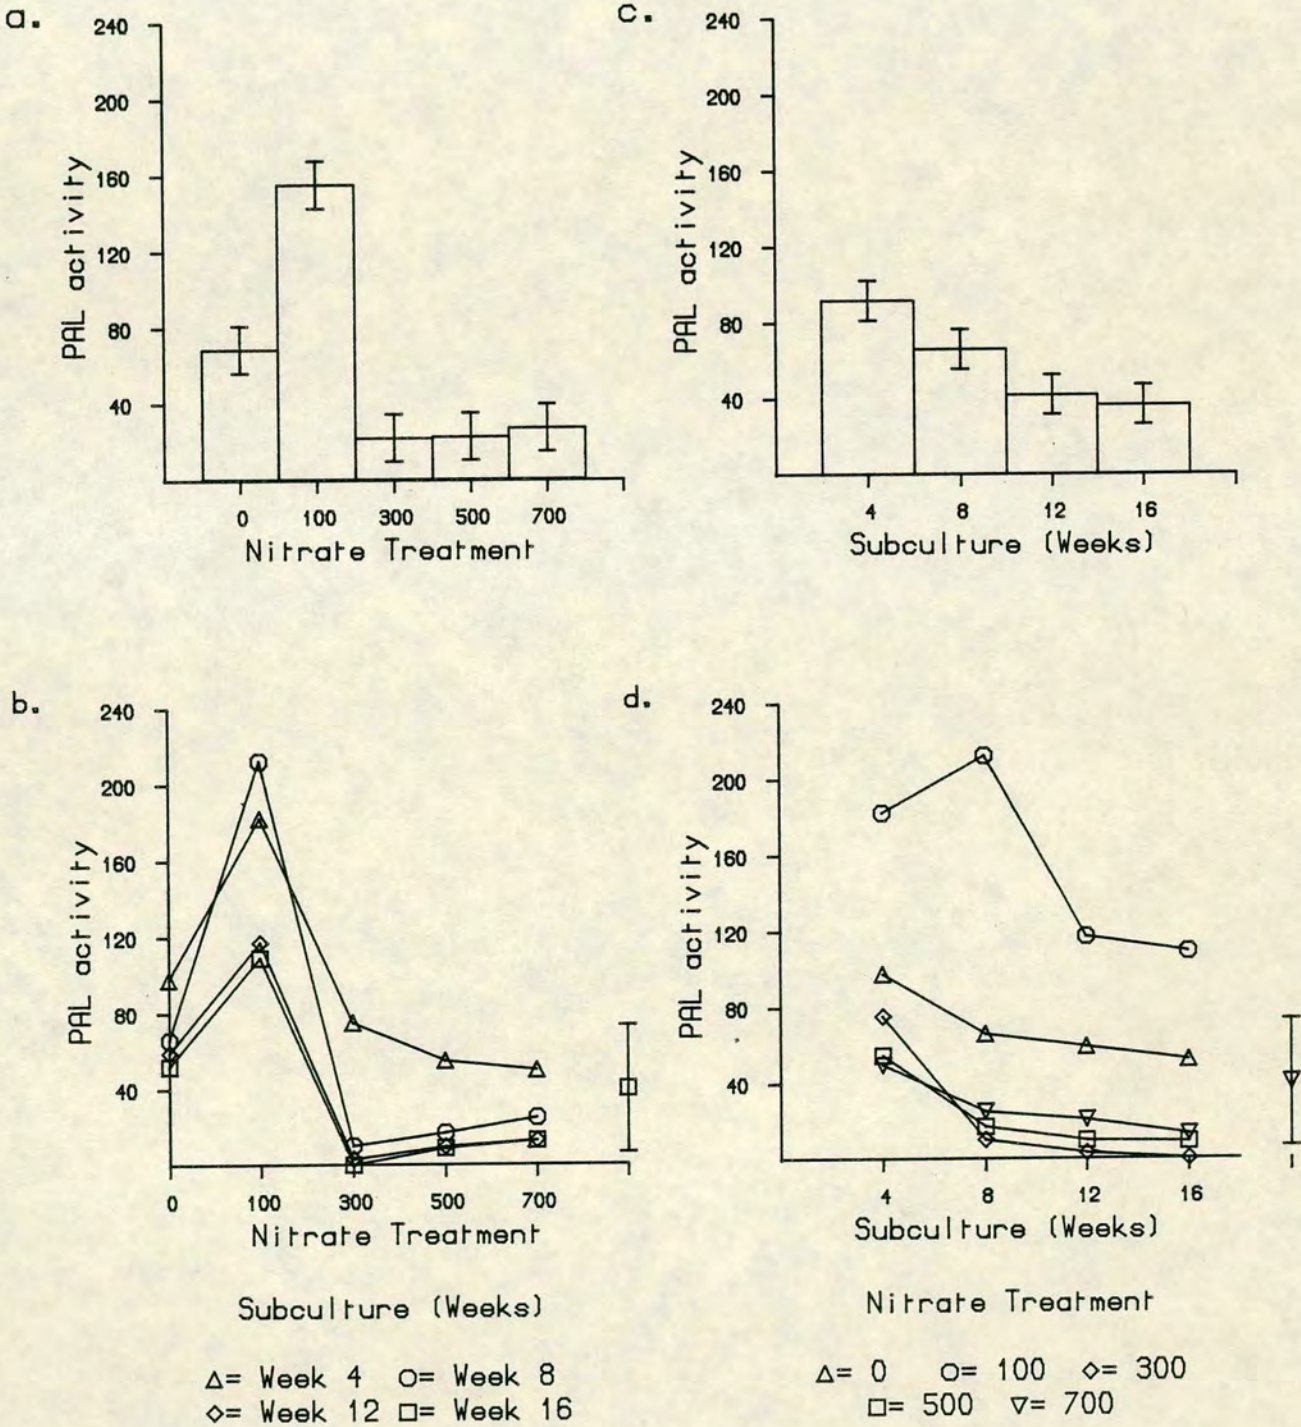 a.
240
200
160
120
80
40
PAL activity
0 100 300 500 700
Nitrate Treatment
c.
240
200
160
120
80
40
PAL activity
4 8 12 16
Subculture (Weeks)
b.
240
200
160
120
80
40
PAL activity
0 100 300 500 700
Nitrate Treatment
Subculture (Weeks)
△= Week 4 ○= Week 8
◇= Week 12 □= Week 16
d.
240
200
160
120
80
40
PAL activity
4 8 12 16
Subculture (Weeks)
Nitrate Treatment
△= 0 ○= 100 ◇= 300
□= 500 ▽= 700